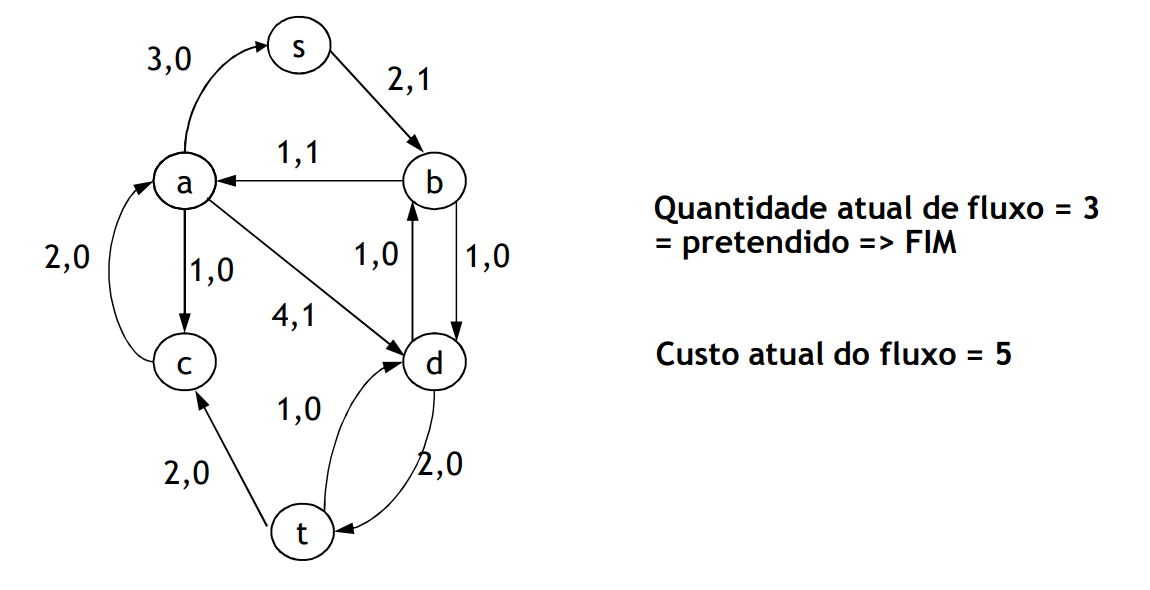 s
3,0
2,1
1,1
a
b
Quantidade atual de fluxo = 3
= pretendido => FIM
2,0
1,0
1,0
1,0
4,1
Custo atual do fluxo = 5
c
d
1,0
2,0
2,0
t